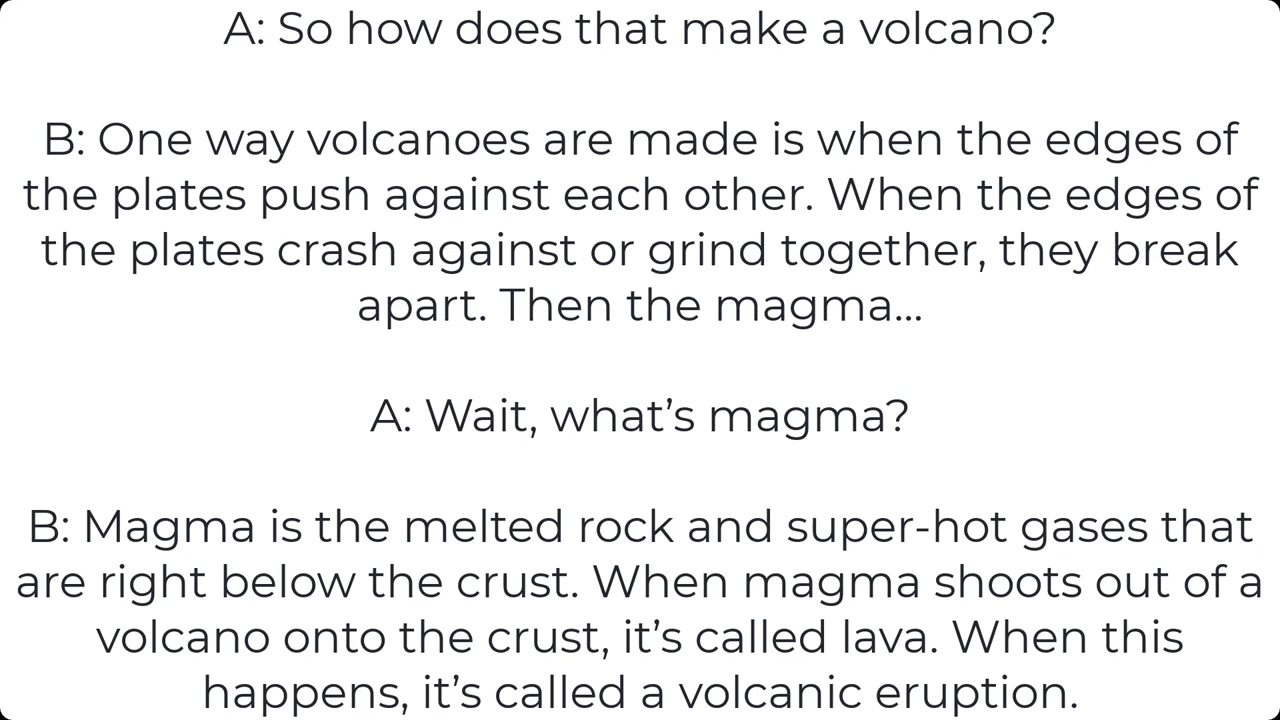 A: So how does that make a volcano?
B: One way volcanoes are made is when the edges of
the plates push against each other. When the edges of
the plates crash against or grind together, they break
apart. Then the magma...
A: Wait, what’s magma?
B: Magma is the melted rock and super-hot gases that
are right below the crust. When magma shoots out of a
volcano onto the crust, it’s called lava. When this
happens, it’s called a volcanic eruption.